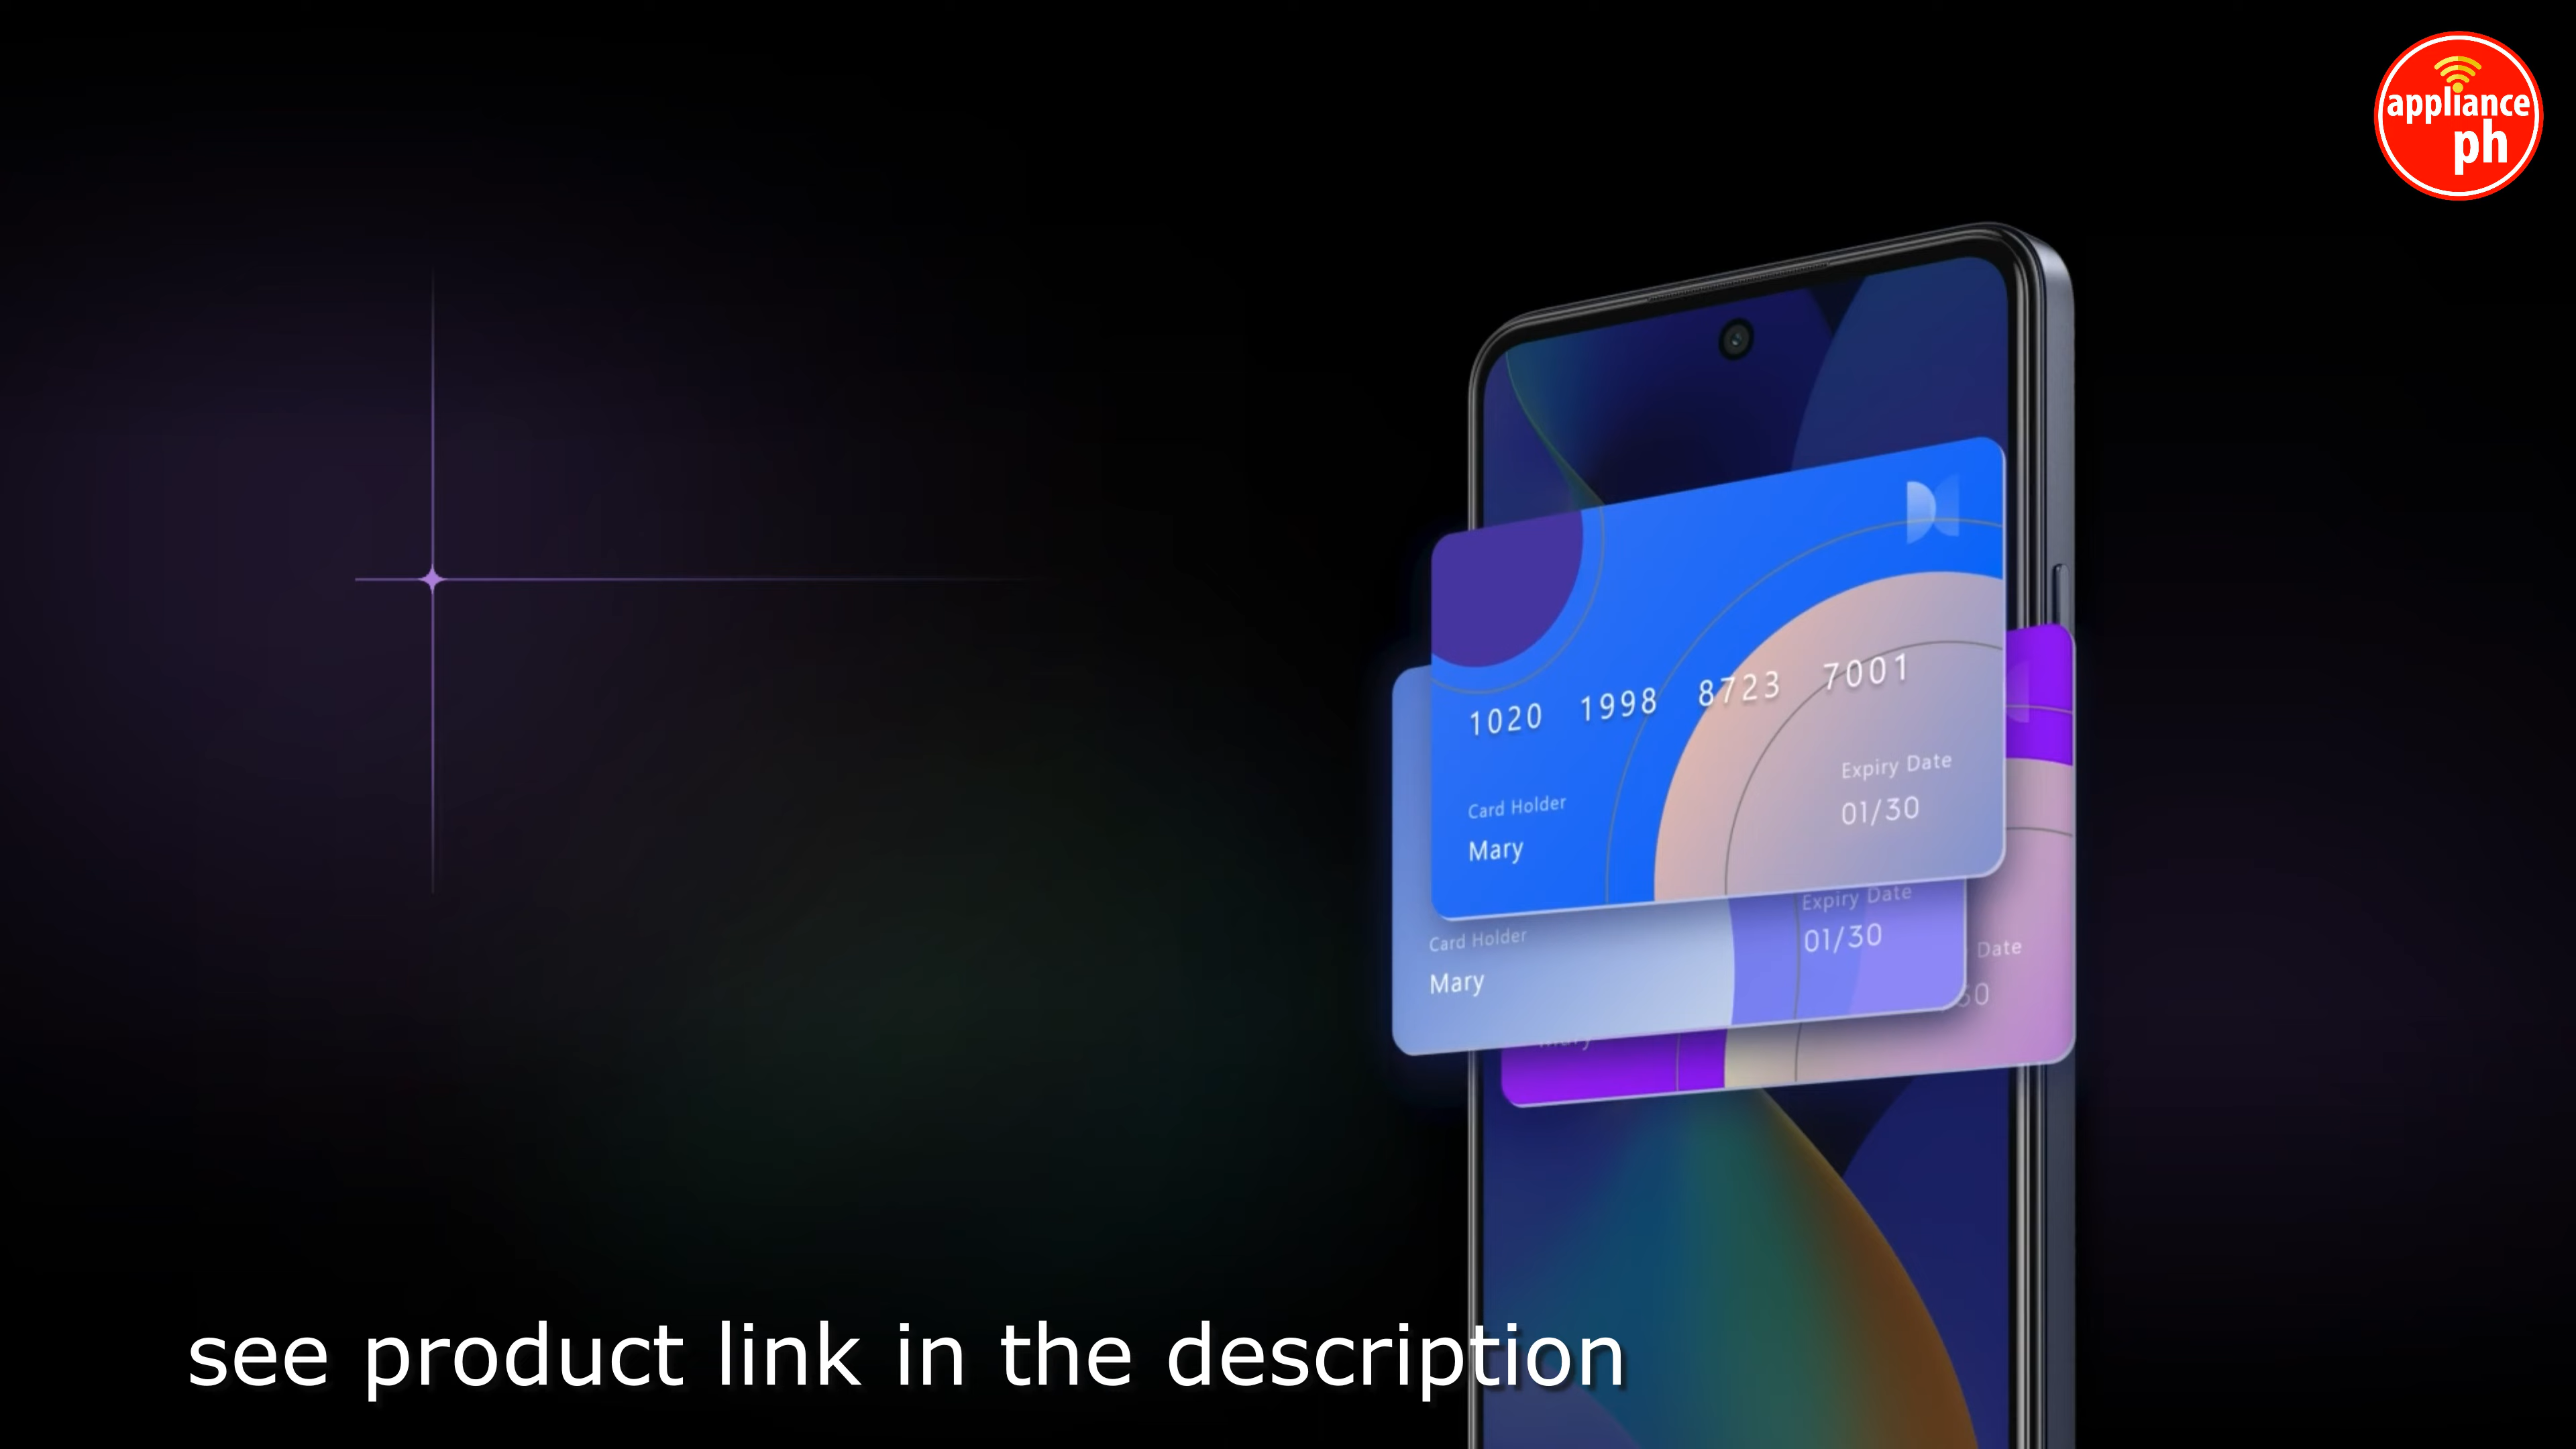 appliance
ph
1020 1998 8723 7001
Expiry Date
01/30
Card Holder
Mary
Expiry Date
01/30
Card Holder
Mary
Date
see product link in the description